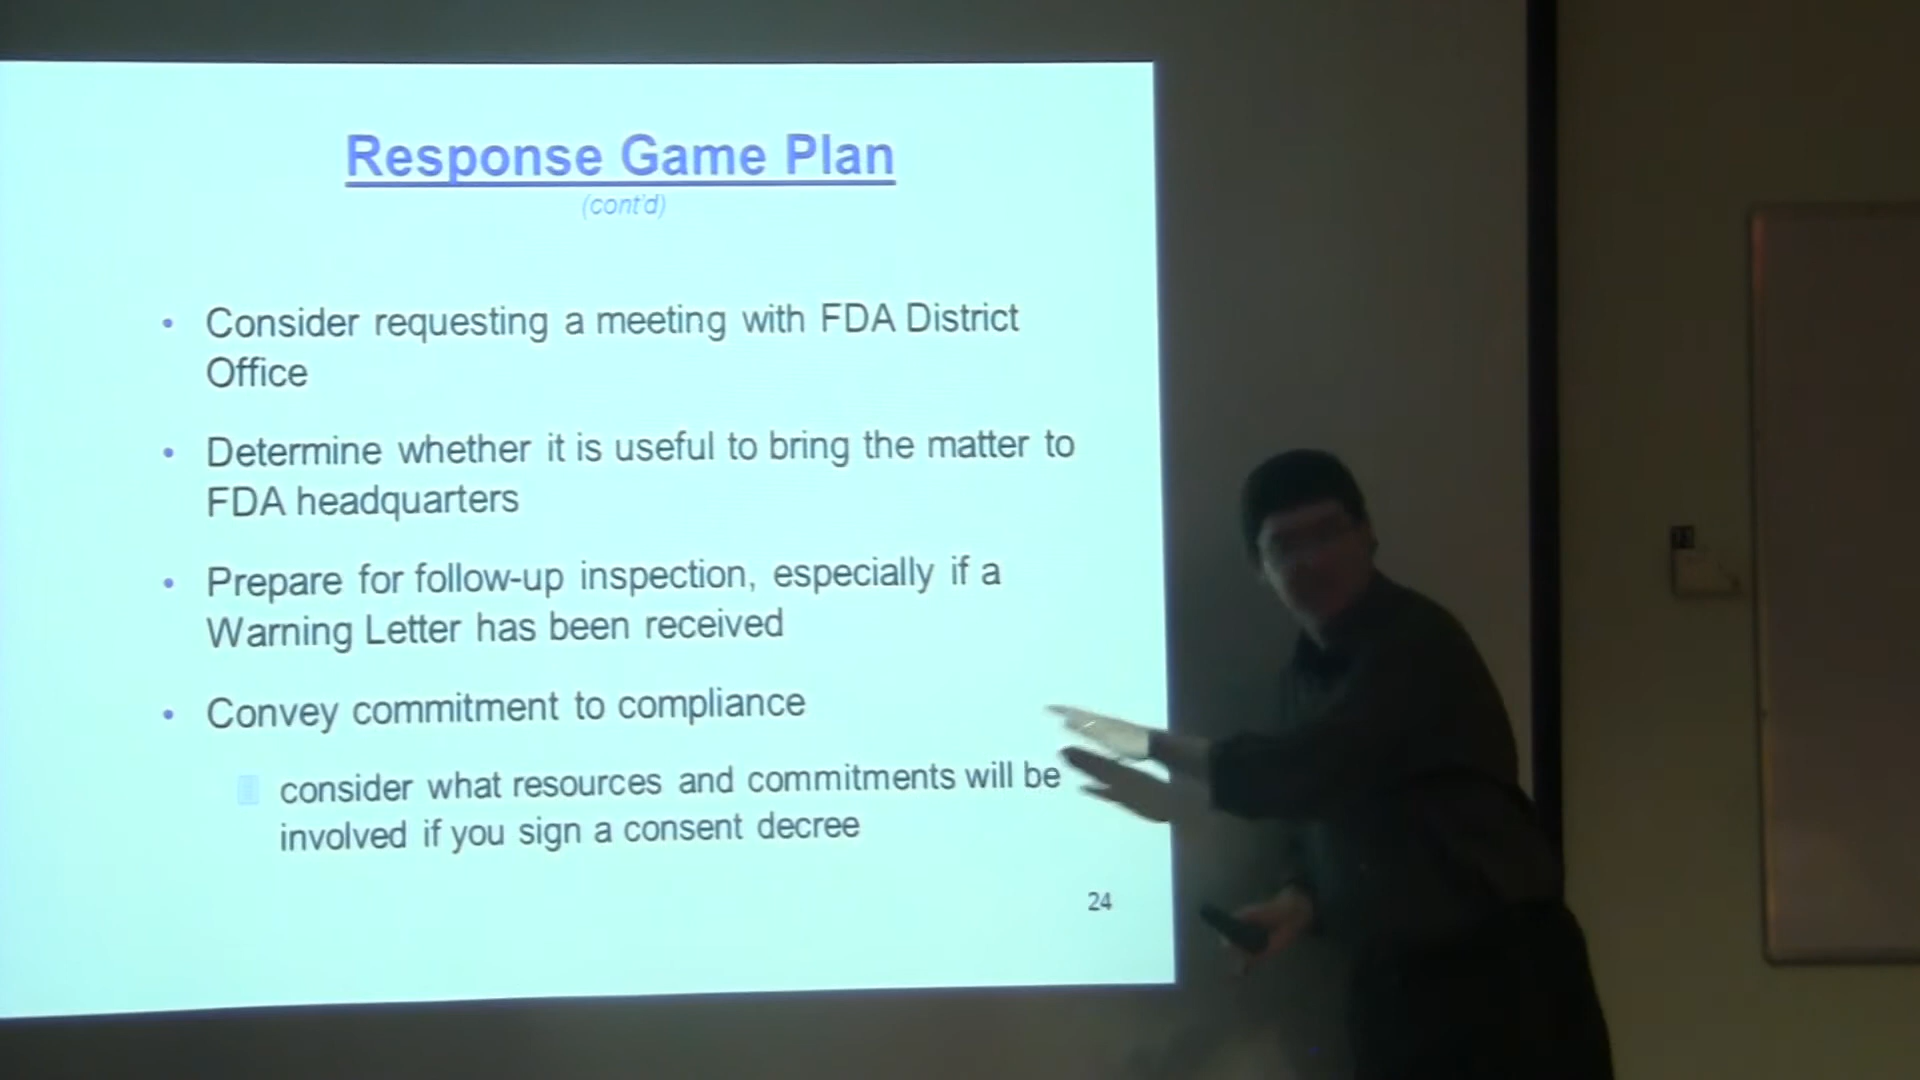 Response Game Plan
(cont'd)
• Consider requesting a meeting with FDA District
Office
• Determine whether it is useful to bring the matter to
FDA headquarters
• Prepare for follow-up inspection, especially if a
Warning Letter has been received
• Convey commitment to compliance
consider what resources and commitments will be
involved if you sign a consent decree
24